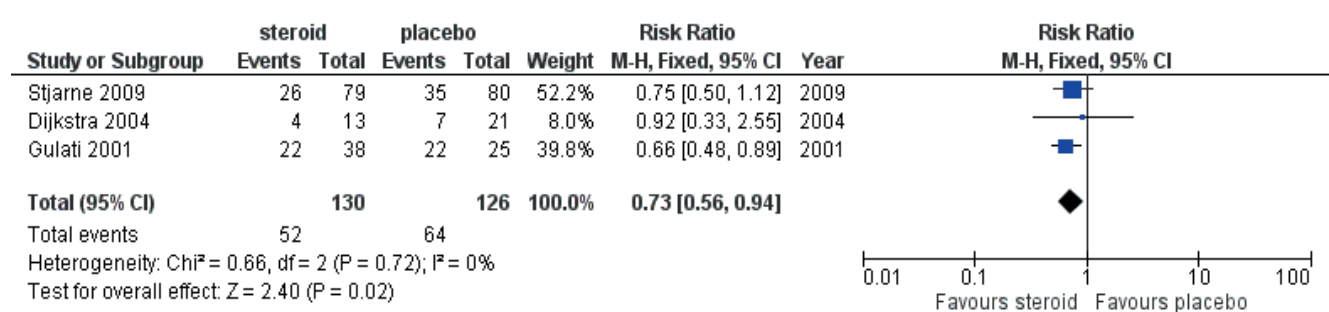 steroid placebo Risk Ratio Risk Ratio
Study or Subgroup Events Total Events Total Weight M-H, Fixed, 95% CI Year M-H, Fixed, 95% CI
Stjarne 2009 26 79 35 80 52.2% 0.75 [0.50, 1.12] 2009
Dijkstra 2004 4 13 7 21 8.0% 0.92 [0.33, 2.55] 2004
Gulati 2001 22 38 22 25 39.8% 0.66 [0.48, 0.89] 2001
Total (95% CI) 130 126 100.0% 0.73 [0.56, 0.94]
Total events 52 64
Heterogeneity: Chi² = 0.66, df = 2 (P = 0.72); I² = 0%
Test for overall effect: Z = 2.40 (P = 0.02)
0.01 0.1 1 10 100
Favours steroid Favours placebo